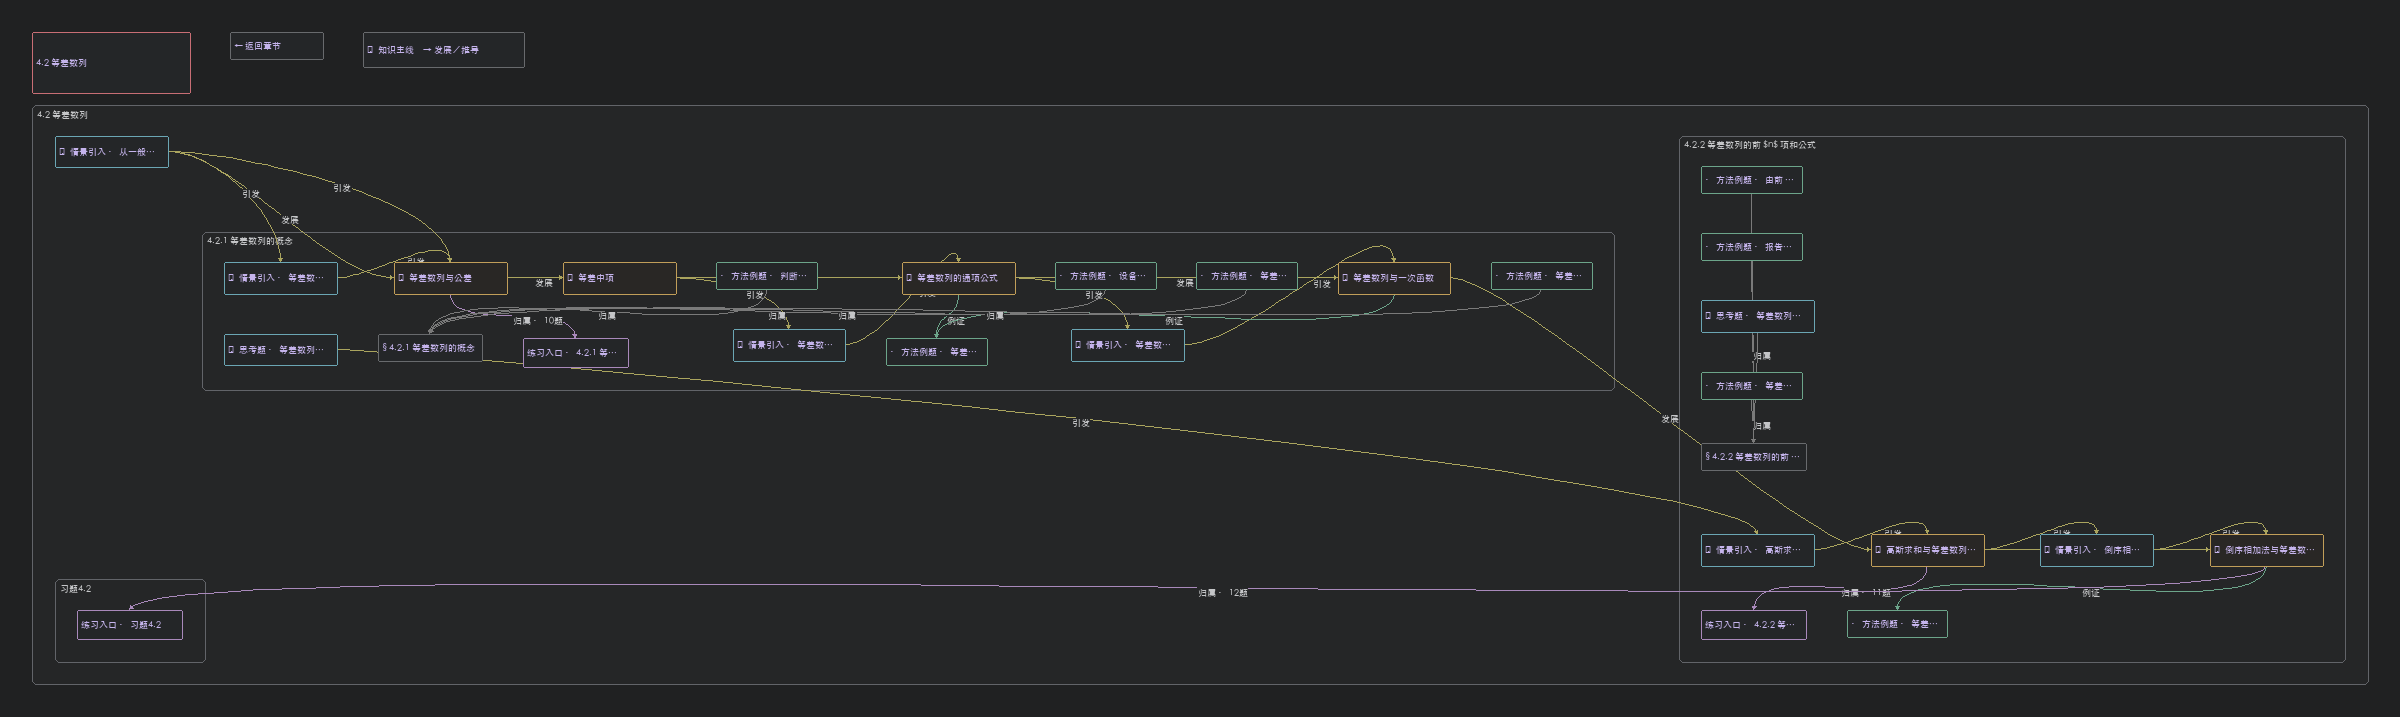 4.2 等差数列
← 返回章节
知识主线 → 发展／推导
4.2 等差数列
情景引入 · 从一般…
引发
引发
发展
4.2.1 等差数列的概念
引发
情景引入 · 等差数…
等差数列与公差
发展
等差中项
· 方法例题 · 判断…
等差数列的通项公式
· 方法例题 · 设备…
发展
· 方法例题 · 等差…
引发
等差数列与一次函数
· 方法例题 · 等差…
引发
引发
引发
归属 · 10题
归属
归属
归属
例证
归属
例证
思考题 · 等差数列…
§ 4.2.1 等差数列的概念
练习入口 · 4.2.1 等…
情景引入 · 等差数…
· 方法例题 · 等差…
情景引入 · 等差数…
引发
发展
4.2.2 等差数列的前 $n$ 项和公式
· 方法例题 · 由前 …
· 方法例题 · 报告…
思考题 · 等差数列…
归属
· 方法例题 · 等差…
归属
§ 4.2.2 等差数列的前 …
引发
引发
引发
情景引入 · 高斯求…
高斯求和与等差数列…
情景引入 · 倒序相…
倒序相加法与等差数…
归属 · 12题
归属 · 11题
例证
练习入口 · 4.2.2 等…
· 方法例题 · 等差…
习题4.2
练习入口 · 习题4.2